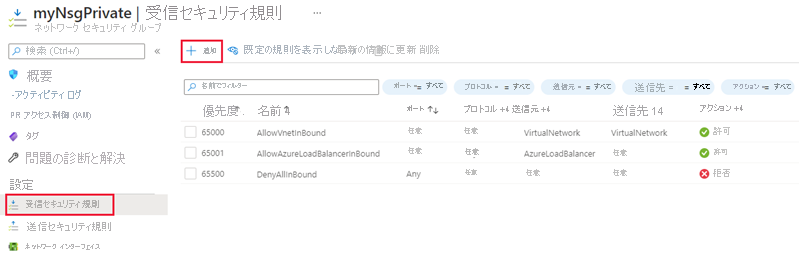 myNsgPrivate | 受信セキュリティ規則 ...
ネットワーク セキュリティ グループ
検索 (Ctrl+/) «
追加 既定の規則を表示した 削除
概要
-アクティビティ ログ
PR アクセス制御 (IAM)
タグ
問題の診断と解決
設定
受信セキュリティ規則
送信セキュリティ規則
ネットワーク インターフェイス
名前でフィルター ポート == すべて プロトコル = = すべて 送信元 = = すべて 送信先 = = すべて アクション == すべて
優先度 名前 ポート プロトコル +4 送信元 +4 送信先 14 アクション +4
65000 AllowVnetInBound 任意 任意 VirtualNetwork VirtualNetwork 許可
65001 AllowAzureLoadBalancerInBound 任意 任意 AzureLoadBalancer 任意 許可
65500 DenyAllInBound Any 任意 任意 任意 拒否